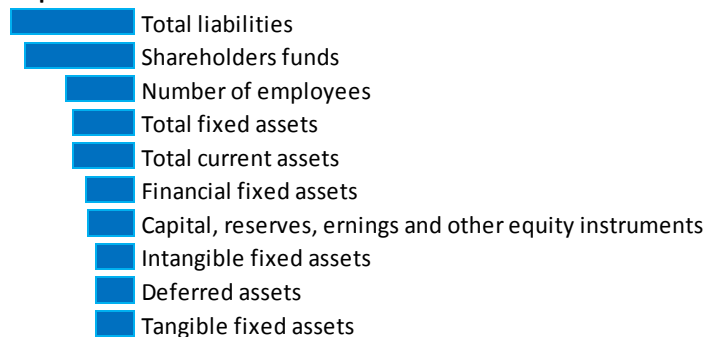 Total liabilities
Shareholders funds
Number of employees
Total fixed assets
Total current assets
Financial fixed assets
Capital, reserves, ernings and other equity instruments
Intangible fixed assets
Deferred assets
Tangible fixed assets